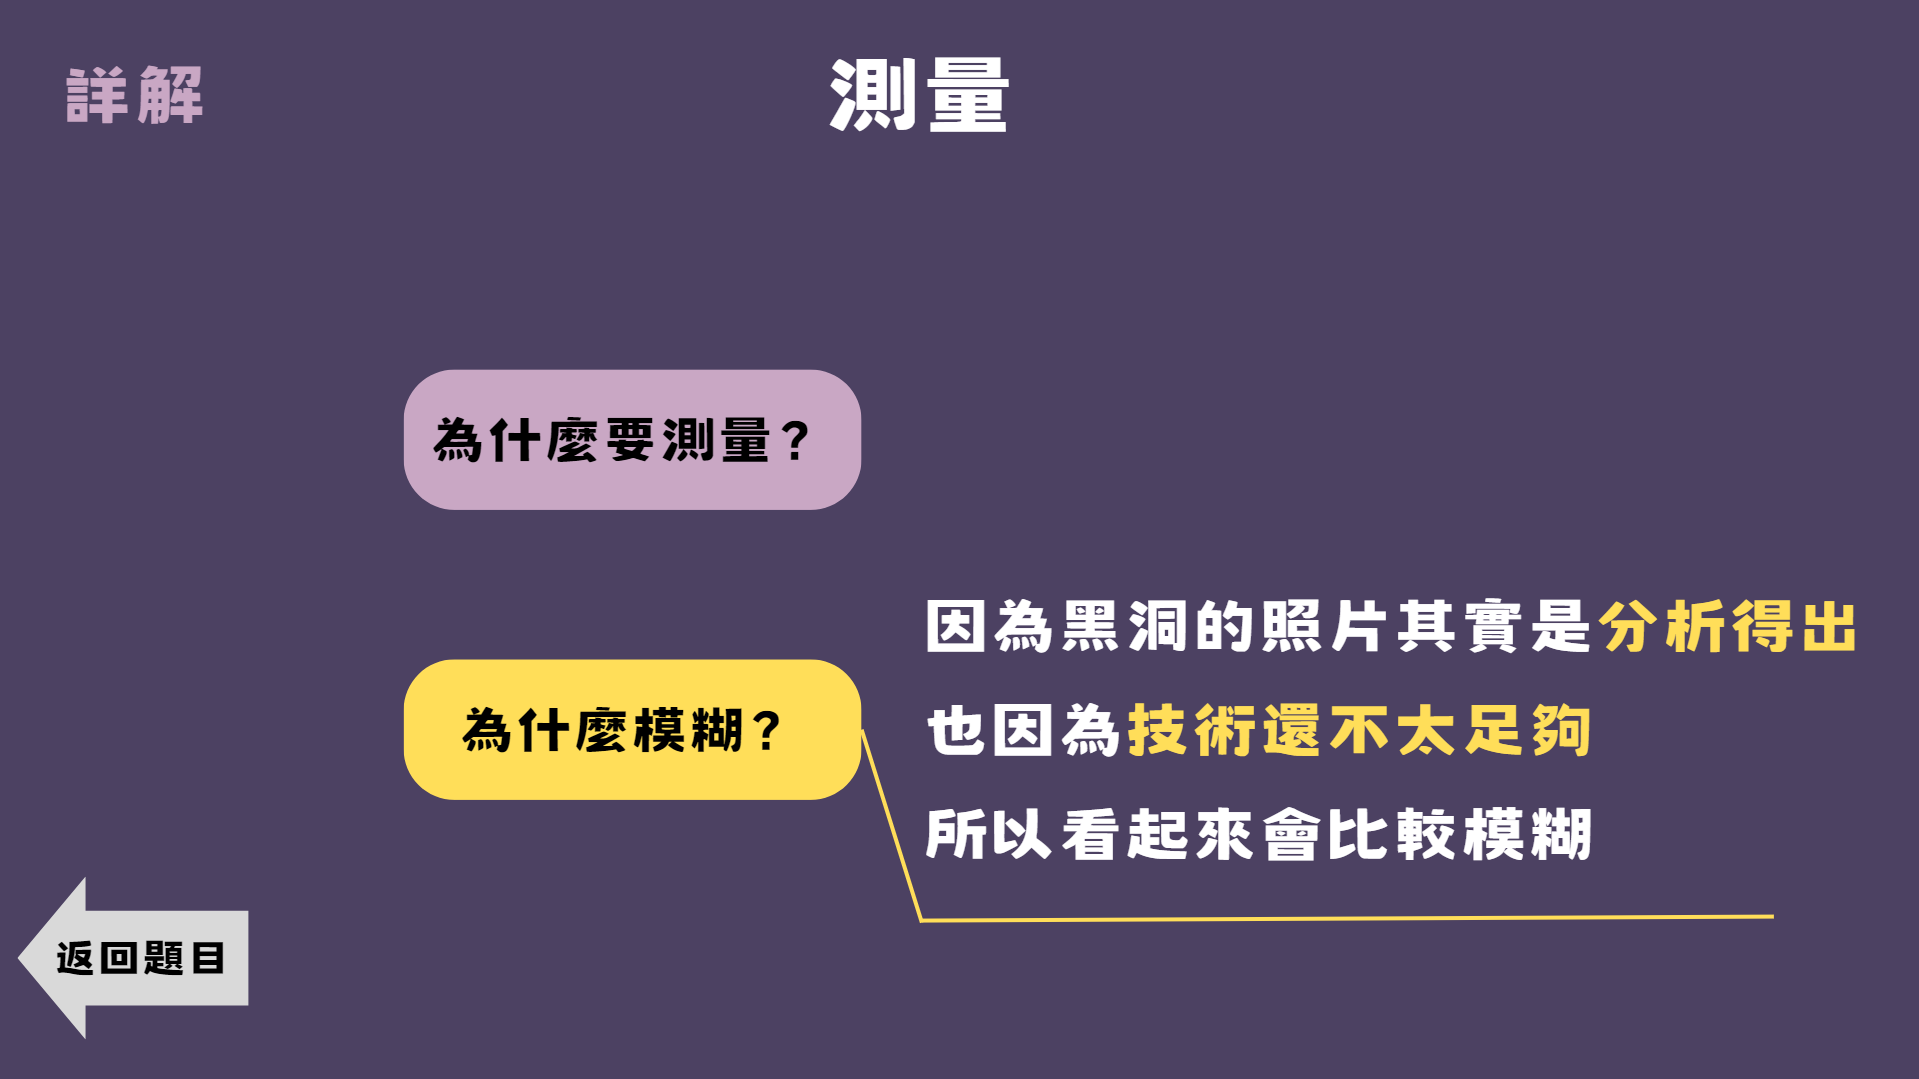 詳解
測量
為什麼要測量?
為什麼模糊?
因為黑洞的照片其實是分析得出
也因為技術還不太足夠
所以看起來會比較模糊
返回題目